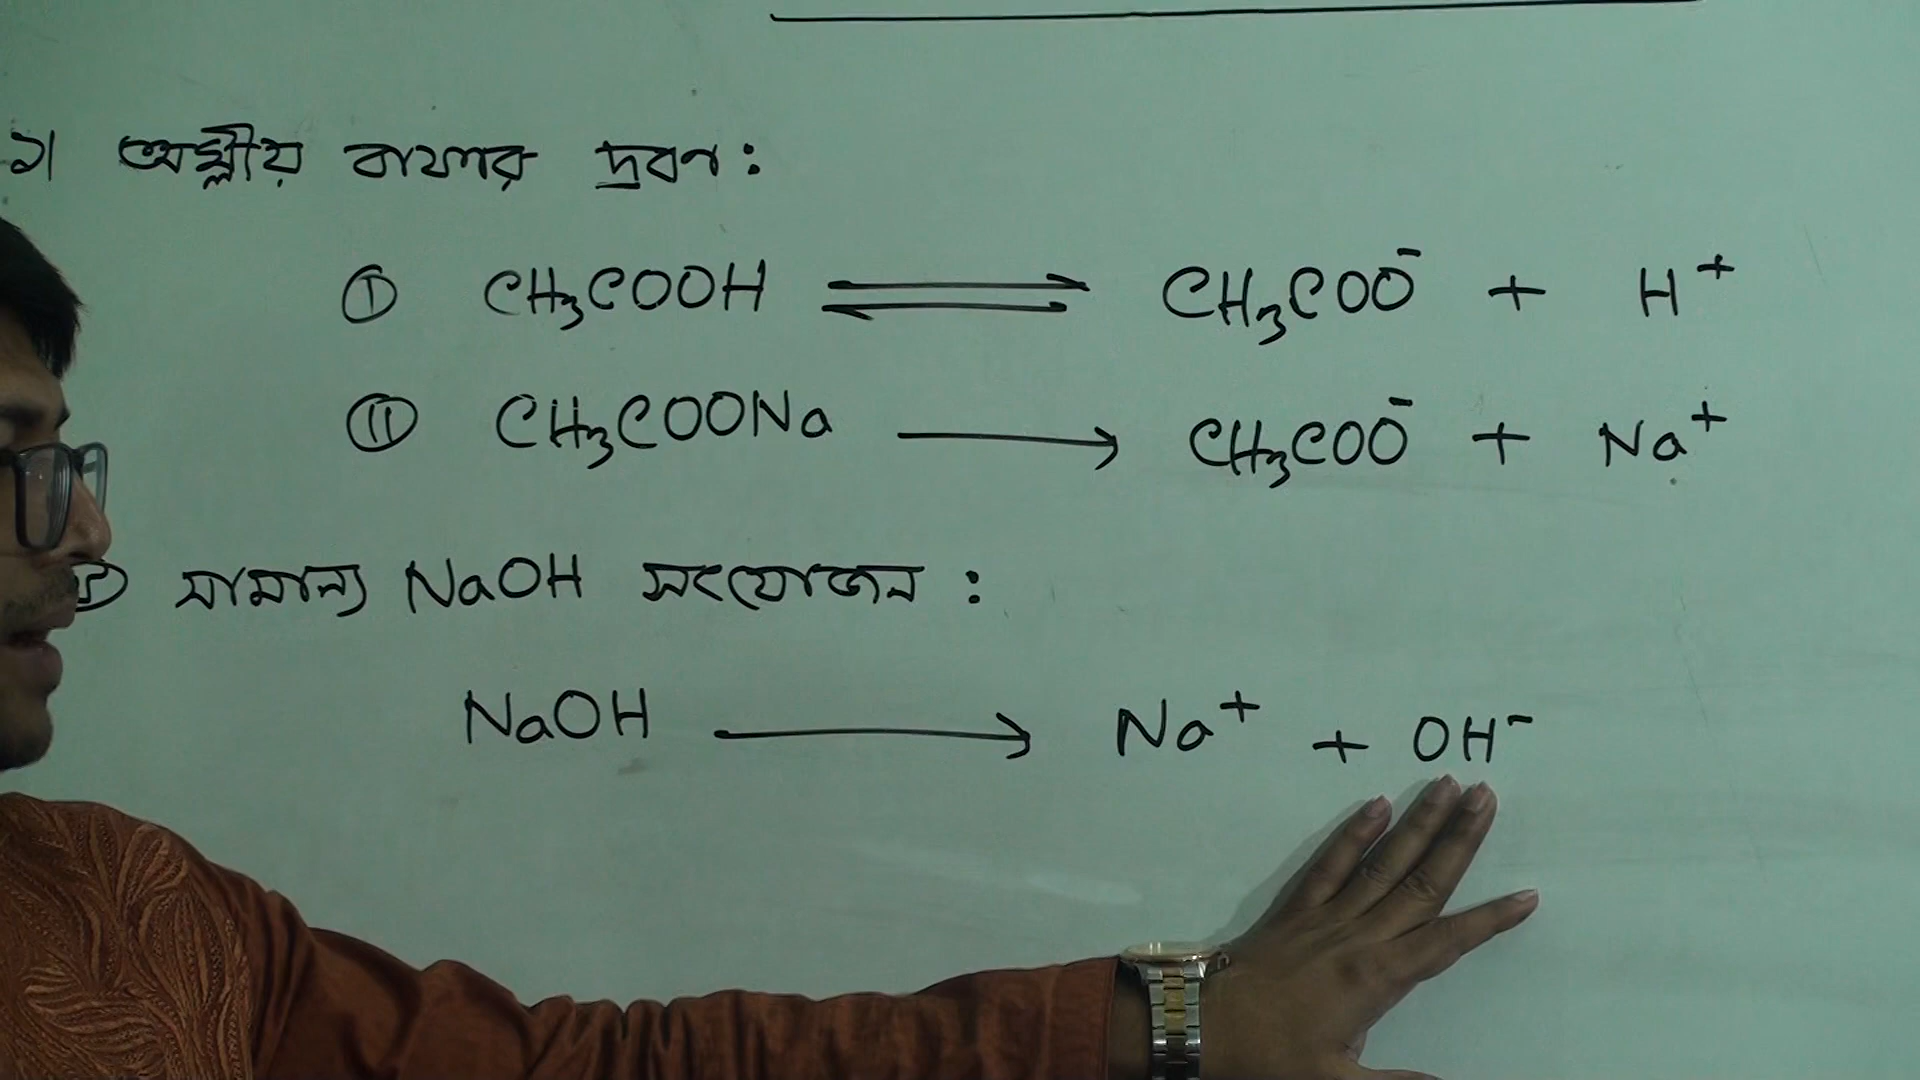 ১। অম্লীয় বাফার দ্রবণ :
Ⓘ CH₃COOH ⇌ CH₃COO⁻ + H⁺
Ⓘⓘ CH₃COONa ⟶ CH₃COO⁻ + Na⁺
সামান্য NaOH সংযোজন :
NaOH ⟶ Na⁺ + OH⁻